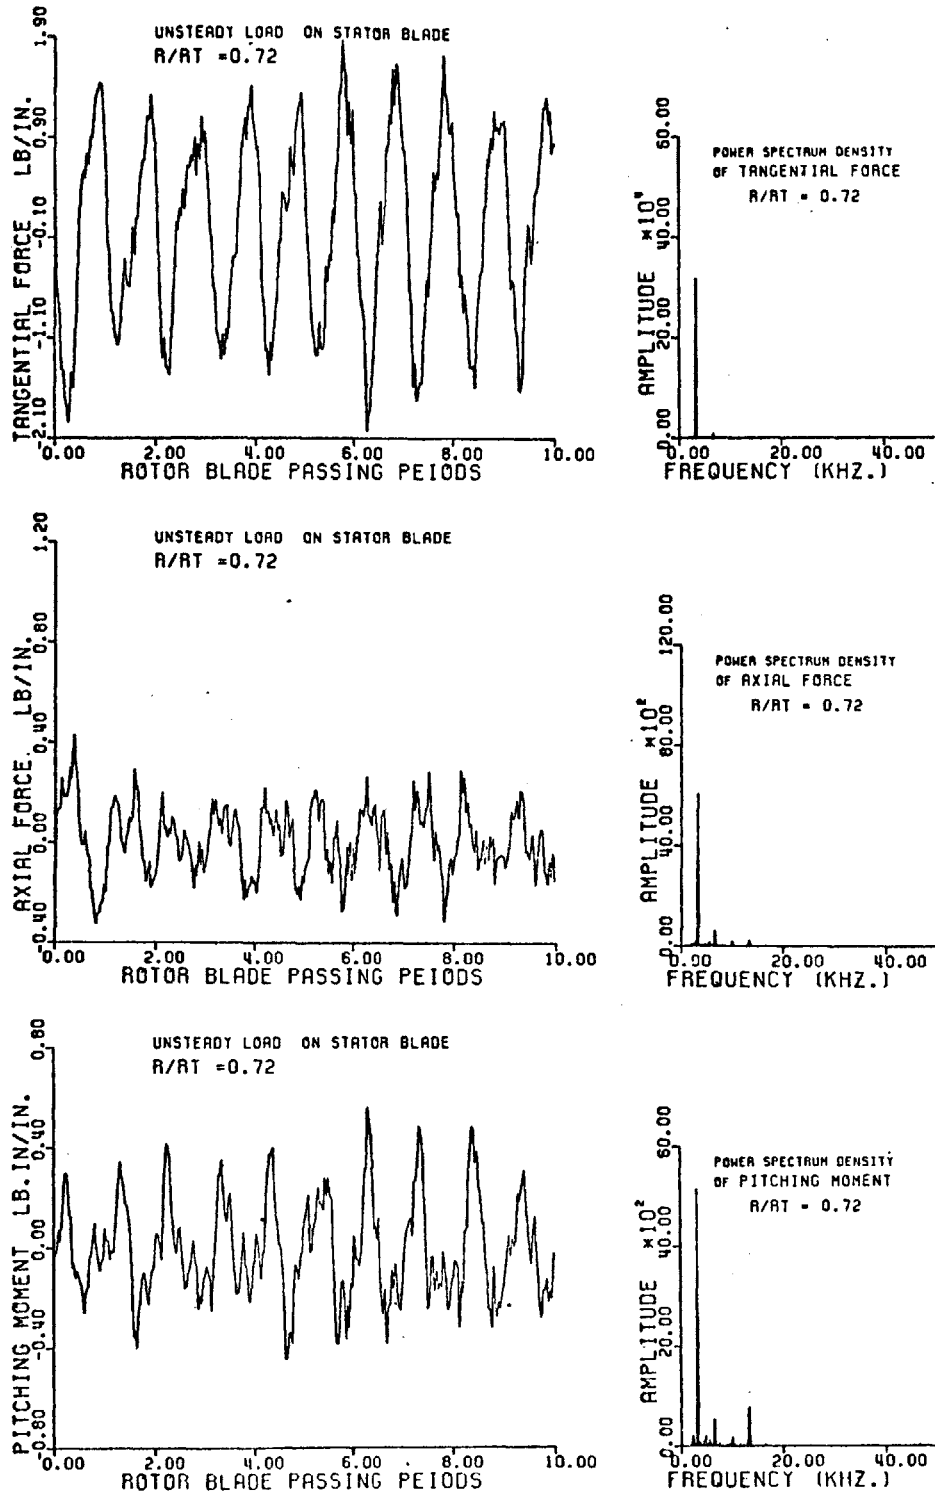 UNSTEADY LOAD ON STATOR BLADE
R/RT =0.72
TANGENTIAL FORCE LB/IN.
1.90
0.90
-0.10
-1.10
-2.10
0.00 2.00 4.00 6.00 8.00 10.00
ROTOR BLADE PASSING PEIODS
POWER SPECTRUM DENSITY
OF TANGENTIAL FORCE
R/RT = 0.72
60.00
40.00
20.00
0.00
0.00 20.00 40.00
FREQUENCY (KHZ.)
UNSTEADY LOAD ON STATOR BLADE
R/RT =0.72
AXIAL FORCE. LB/IN.
1.20
0.80
0.40
0.00
-0.40
0.00 2.00 4.00 6.00 8.00 10.00
ROTOR BLADE PASSING PEIODS
POWER SPECTRUM DENSITY
OF AXIAL FORCE
R/RT = 0.72
AMPLITUDE *10²
120.00
80.00
40.00
0.00
0.00 20.00 40.00
FREQUENCY (KHZ.)
UNSTEADY LOAD ON STATOR BLADE
R/RT =0.72
PITCHING MOMENT LB.IN/IN.
0.80
0.40
0.00
-0.40
-0.80
0.00 2.00 4.00 6.00 8.00 10.00
ROTOR BLADE PASSING PEIODS
POWER SPECTRUM DENSITY
OF PITCHING MOMENT
R/RT = 0.72
AMPLITUDE *10²
60.00
40.00
20.00
0.00
0.00 20.00 40.00
FREQUENCY (KHZ.)